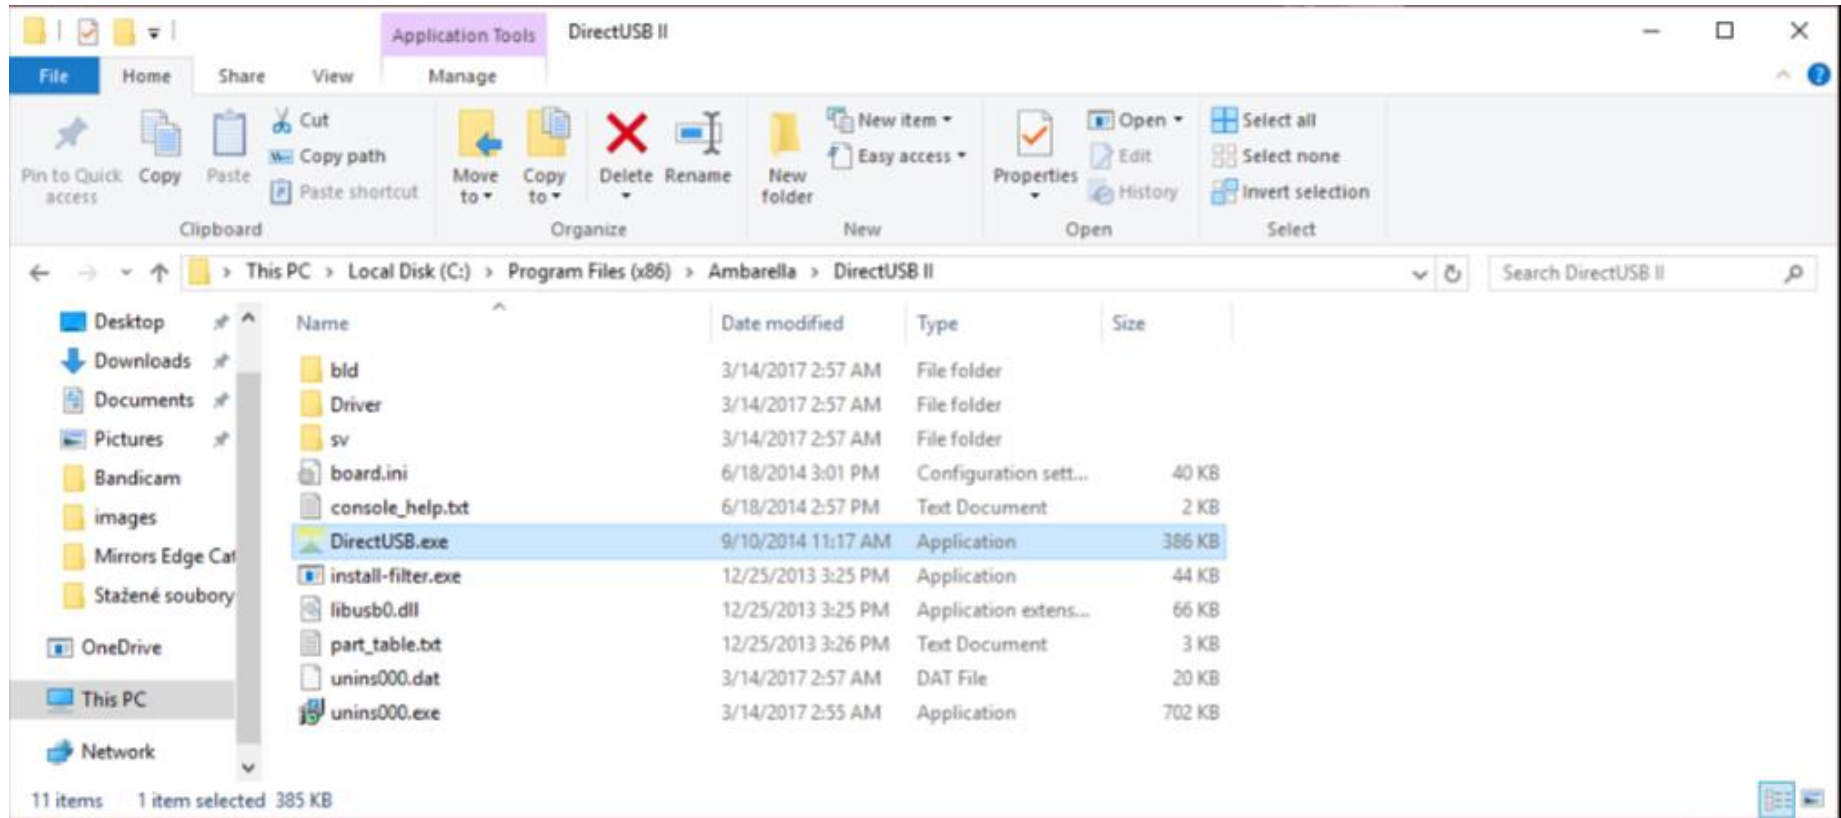 Application Tools DirectUSB II
File Home Share View Manage
Pin to Quick access
Copy
Paste
Cut
Copy path
Paste shortcut
Clipboard
Move to
Copy to
Delete
Rename
Organize
New folder
New item
Easy access
New
Properties
Open
Edit
History
Open
Select all
Select none
Invert selection
Select
This PC > Local Disk (C:) > Program Files (x86) > Ambarella > DirectUSB II
Search DirectUSB II
Desktop
Downloads
Documents
Pictures
Bandicam
images
Mirrors Edge Cat
Stažené soubory
OneDrive
This PC
Network
Name Date modified Type Size
bld 3/14/2017 2:57 AM File folder
Driver 3/14/2017 2:57 AM File folder
sv 3/14/2017 2:57 AM File folder
board.ini 6/18/2014 3:01 PM Configuration sett... 40 KB
console_help.txt 6/18/2014 2:57 PM Text Document 2 KB
DirectUSB.exe 9/10/2014 11:17 AM Application 386 KB
install-filter.exe 12/25/2013 3:25 PM Application 44 KB
libusb0.dll 12/25/2013 3:25 PM Application extens... 66 KB
part_table.txt 12/25/2013 3:26 PM Text Document 3 KB
unins000.dat 3/14/2017 2:57 AM DAT File 20 KB
unins000.exe 3/14/2017 2:55 AM Application 702 KB
11 items 1 item selected 385 KB